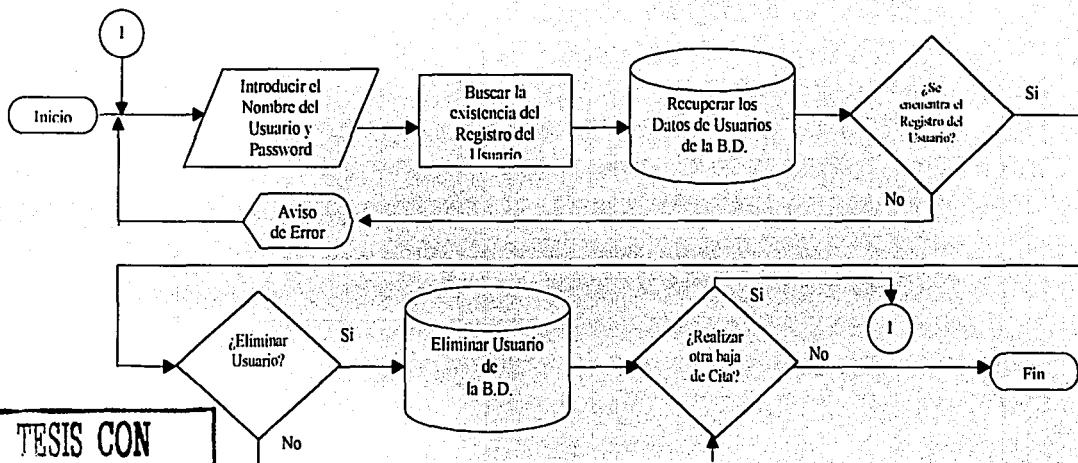 1
Inicio
Introducir el
Nombre del
Usuario y
Password
Buscar la
existencia del
Registro del
Usuario
Recuperar los
Datos de Usuarios
de la B.D.
¿Se
encuentra el
Registro del
Usuario?
Si
No
Aviso
de Error
¿Eliminar
Usuario?
Si
No
Eliminar Usuario
de
la B.D.
¿Realizar
otra baja
de Cita?
Si
1
No
Fin
TESIS CON